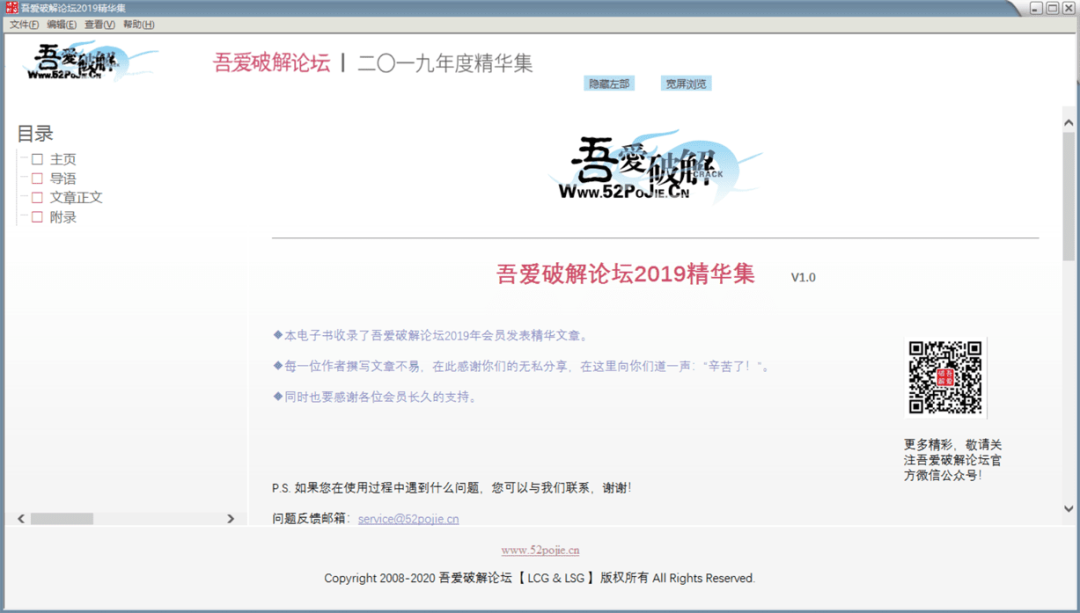 吾爱破解论坛2019精华集
文件(F) 编辑(E) 查看(V) 帮助(H)
吾愛破解
Www.52PoJie.Cn
吾爱破解论坛 | 二〇一九年度精华集
隐藏左部 宽屏浏览
目录
主页
导语
文章正文
附录
吾愛破解
CRACK
Www.52PoJie.Cn
吾爱破解论坛2019精华集 V1.0
◆本电子书收录了吾爱破解论坛2019年会员发表精华文章。
◆每一位作者撰写文章不易，在此感谢你们的无私分享，在这里向你们道一声：“辛苦了！”。
◆同时也要感谢各位会员长久的支持。
更多精彩，敬请关
注吾爱破解论坛官
方微信公众号！
P.S. 如果您在使用过程中遇到什么问题，您可以与我们联系，谢谢！
问题反馈邮箱：service@52pojie.cn
www.52pojie.cn
Copyright 2008-2020 吾爱破解论坛【 LCG & LSG 】版权所有 All Rights Reserved.